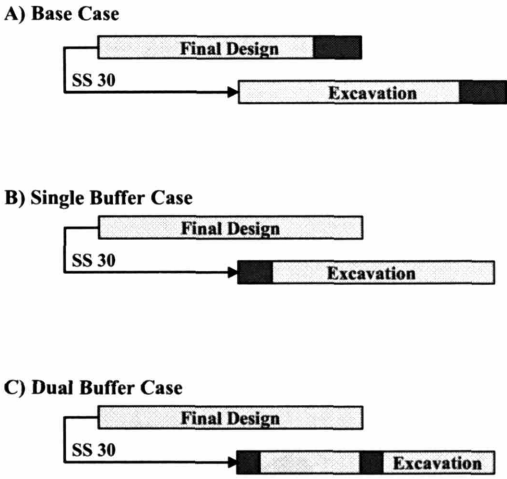 A) Base Case
Final Design
SS 30
Excavation
B) Single Buffer Case
Final Design
SS 30
Excavation
C) Dual Buffer Case
Final Design
SS 30
Excavation